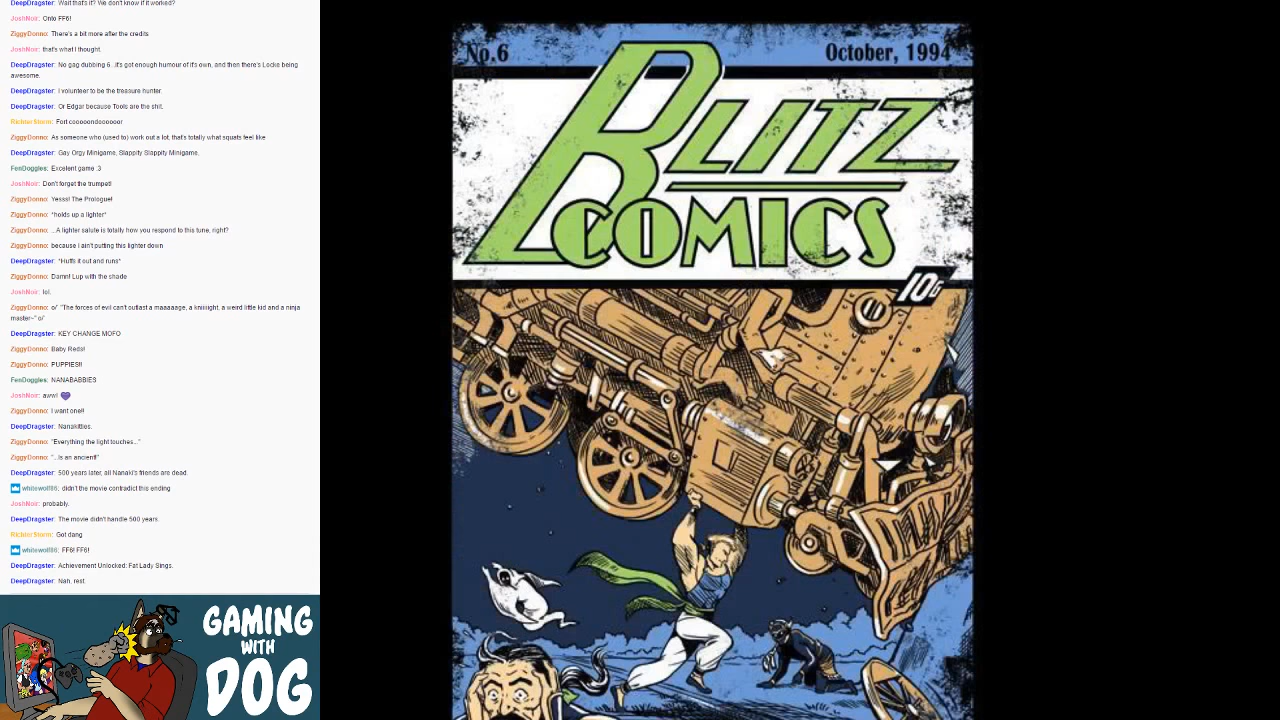 DeepDragster: Wait that's it? We don't know if it worked?
JoshNoir: Onto FF6!
ZiggyDonno: There's a bit more after the credits
JoshNoir: that's what I thought.
DeepDragster: No gag dubbing 6...it's got enough humour of it's own, and then there's Locke being
awesome.
DeepDragster: I volunteer to be the treasure hunter.
DeepDragster: Or Edgar because Tools are the shit.
RichterStorm: Fort cooooondoooooor
ZiggyDonno: As someone who (used to) work out a lot, that's totally what squats feel like
DeepDragster: Gay Orgy Minigame, Slappity Slappity Minigame,
FenDoggles: Excelent game :3
JoshNoir: Don't forget the trumpet!
ZiggyDonno: Yesss! The Prologue!
ZiggyDonno: *holds up a lighter*
ZiggyDonno: ...A lighter salute is totally how you respond to this tune, right?
ZiggyDonno: because I ain't putting this lighter down
DeepDragster: *Huffs it out and runs*
ZiggyDonno: Damn! Lup with the shade
JoshNoir: lol.
ZiggyDonno: o/' "The forces of evil can't outlast a maaaaage, a kniiiiight, a weird little kid and a ninja
master~" o/'
DeepDragster: KEY CHANGE MOFO
ZiggyDonno: Baby Reds!
ZiggyDonno: PUPPIES!!
FenDoggles: NANABABBIES
JoshNoir: aww!
ZiggyDonno: I want one!!
DeepDragster: Nanakitties.
ZiggyDonno: "Everything the light touches..."
ZiggyDonno: "...Is an ancient!"
DeepDragster: 500 years later, all Nanaki's friends are dead.
whitewolf86: didn't the movie contradict this ending
JoshNoir: probably.
DeepDragster: The movie didn't handle 500 years.
RichterStorm: Got dang
whitewolf86: FF6! FF6!
DeepDragster: Achievement Unlocked: Fat Lady Sings.
DeepDragster: Nah, rest.
GAMING
WITH
DOG
No.6
October, 1994
BLITZ
COMICS
10¢